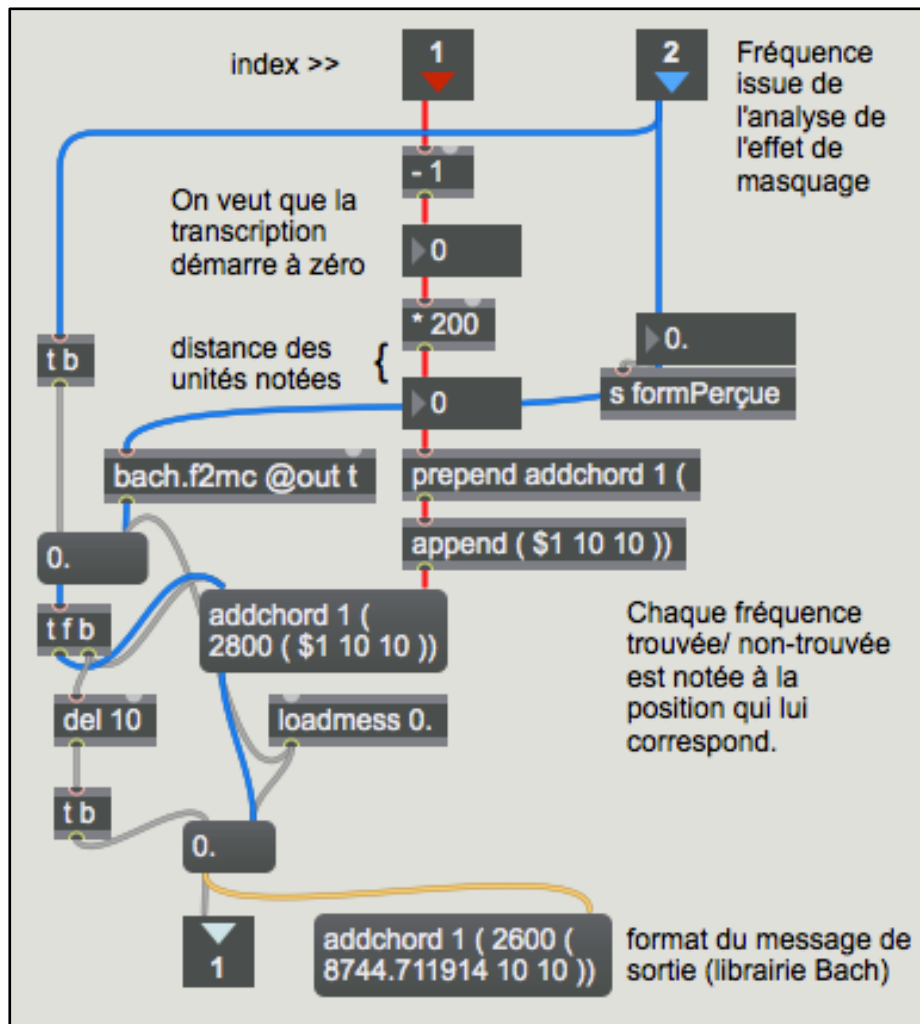 index >>
1
2
Fréquence
issue de
l'analyse de
l'effet de
masquage
- 1
On veut que la
transcription
démarre à zéro
0
* 200
0.
t b
distance des
unités notées
{
0
s formPerçue
bach.f2mc @out t
prepend addchord 1 (
append ( $1 10 10 ))
0.
addchord 1 (
2800 ( $1 10 10 ))
t f b
Chaque fréquence
trouvée/ non-trouvée
est notée à la
position qui lui
correspond.
del 10
loadmess 0.
t b
0.
1
addchord 1 ( 2600 (
8744.711914 10 10 ))
format du message de
sortie (librairie Bach)